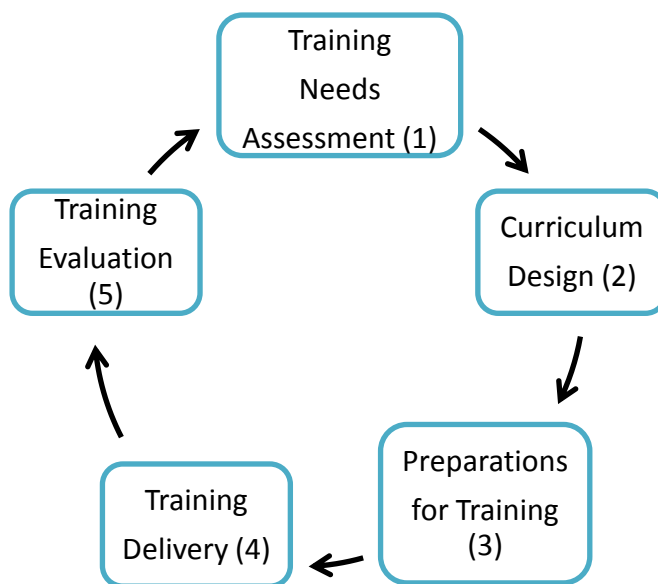 Training
Needs
Assessment (1)
Curriculum
Design (2)
Preparations
for Training
(3)
Training
Delivery (4)
Training
Evaluation
(5)